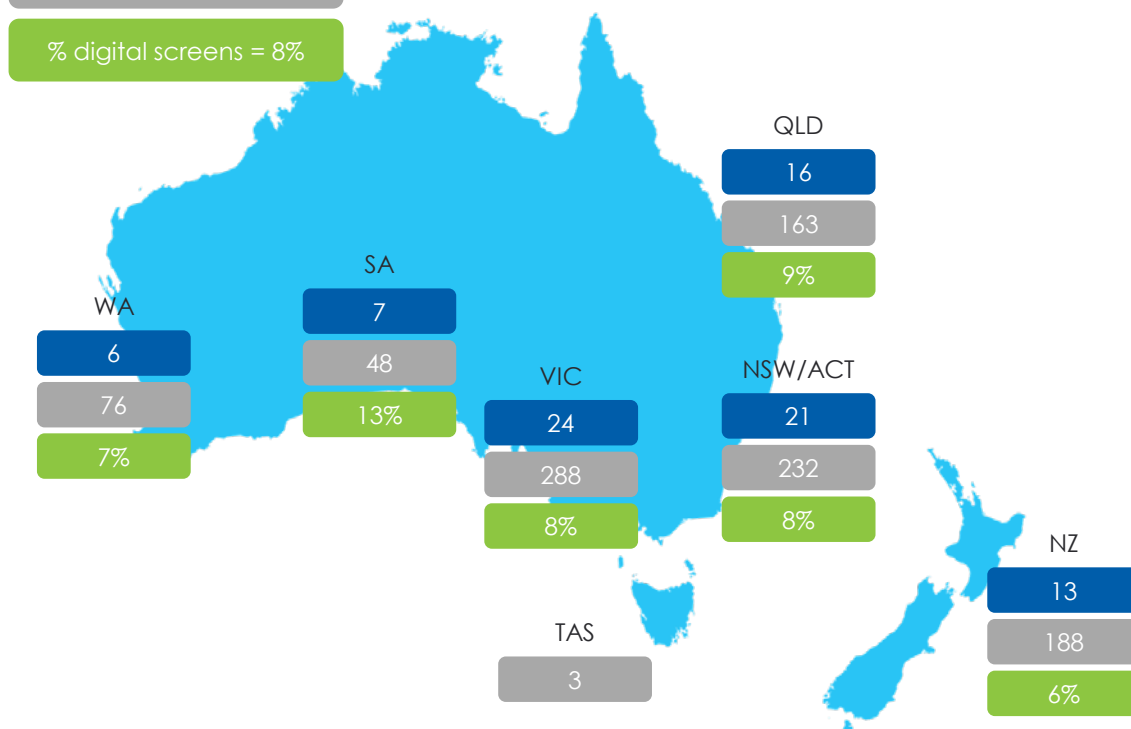 % digital screens = 8%
QLD
16
163
9%
SA
7
48
13%
WA
6
76
7%
VIC
24
288
8%
NSW/ACT
21
232
8%
NZ
13
188
6%
TAS
3